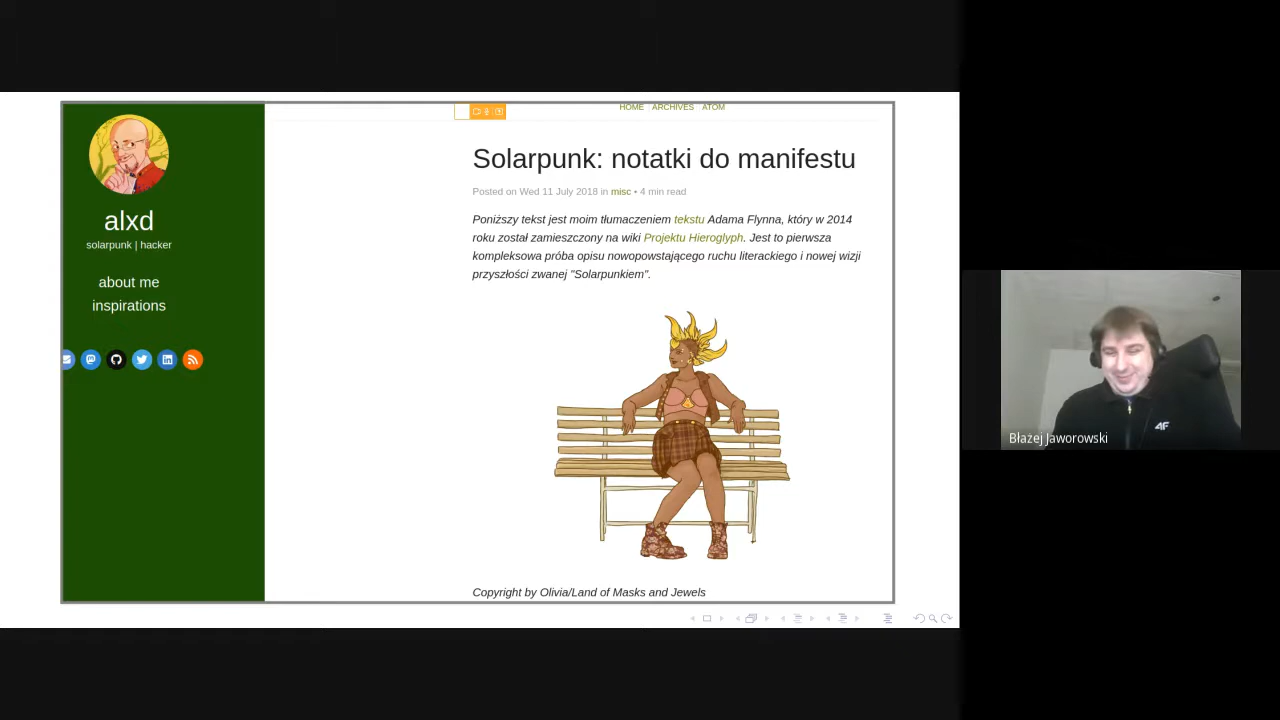 alxd
solarpunk | hacker
about me
inspirations
HOME ARCHIVES ATOM
Solarpunk: notatki do manifestu
Posted on Wed 11 July 2018 in misc • 4 min read
Poniższy tekst jest moim tłumaczeniem tekstu Adama Flynna, który w 2014
roku został zamieszczony na wiki Projektu Hieroglyph. Jest to pierwsza
kompleksowa próba opisu nowopowstającego ruchu literackiego i nowej wizji
przyszłości zwanej "Solarpunkiem".
Copyright by Olivia/Land of Masks and Jewels
4F
Błażej Jaworowski